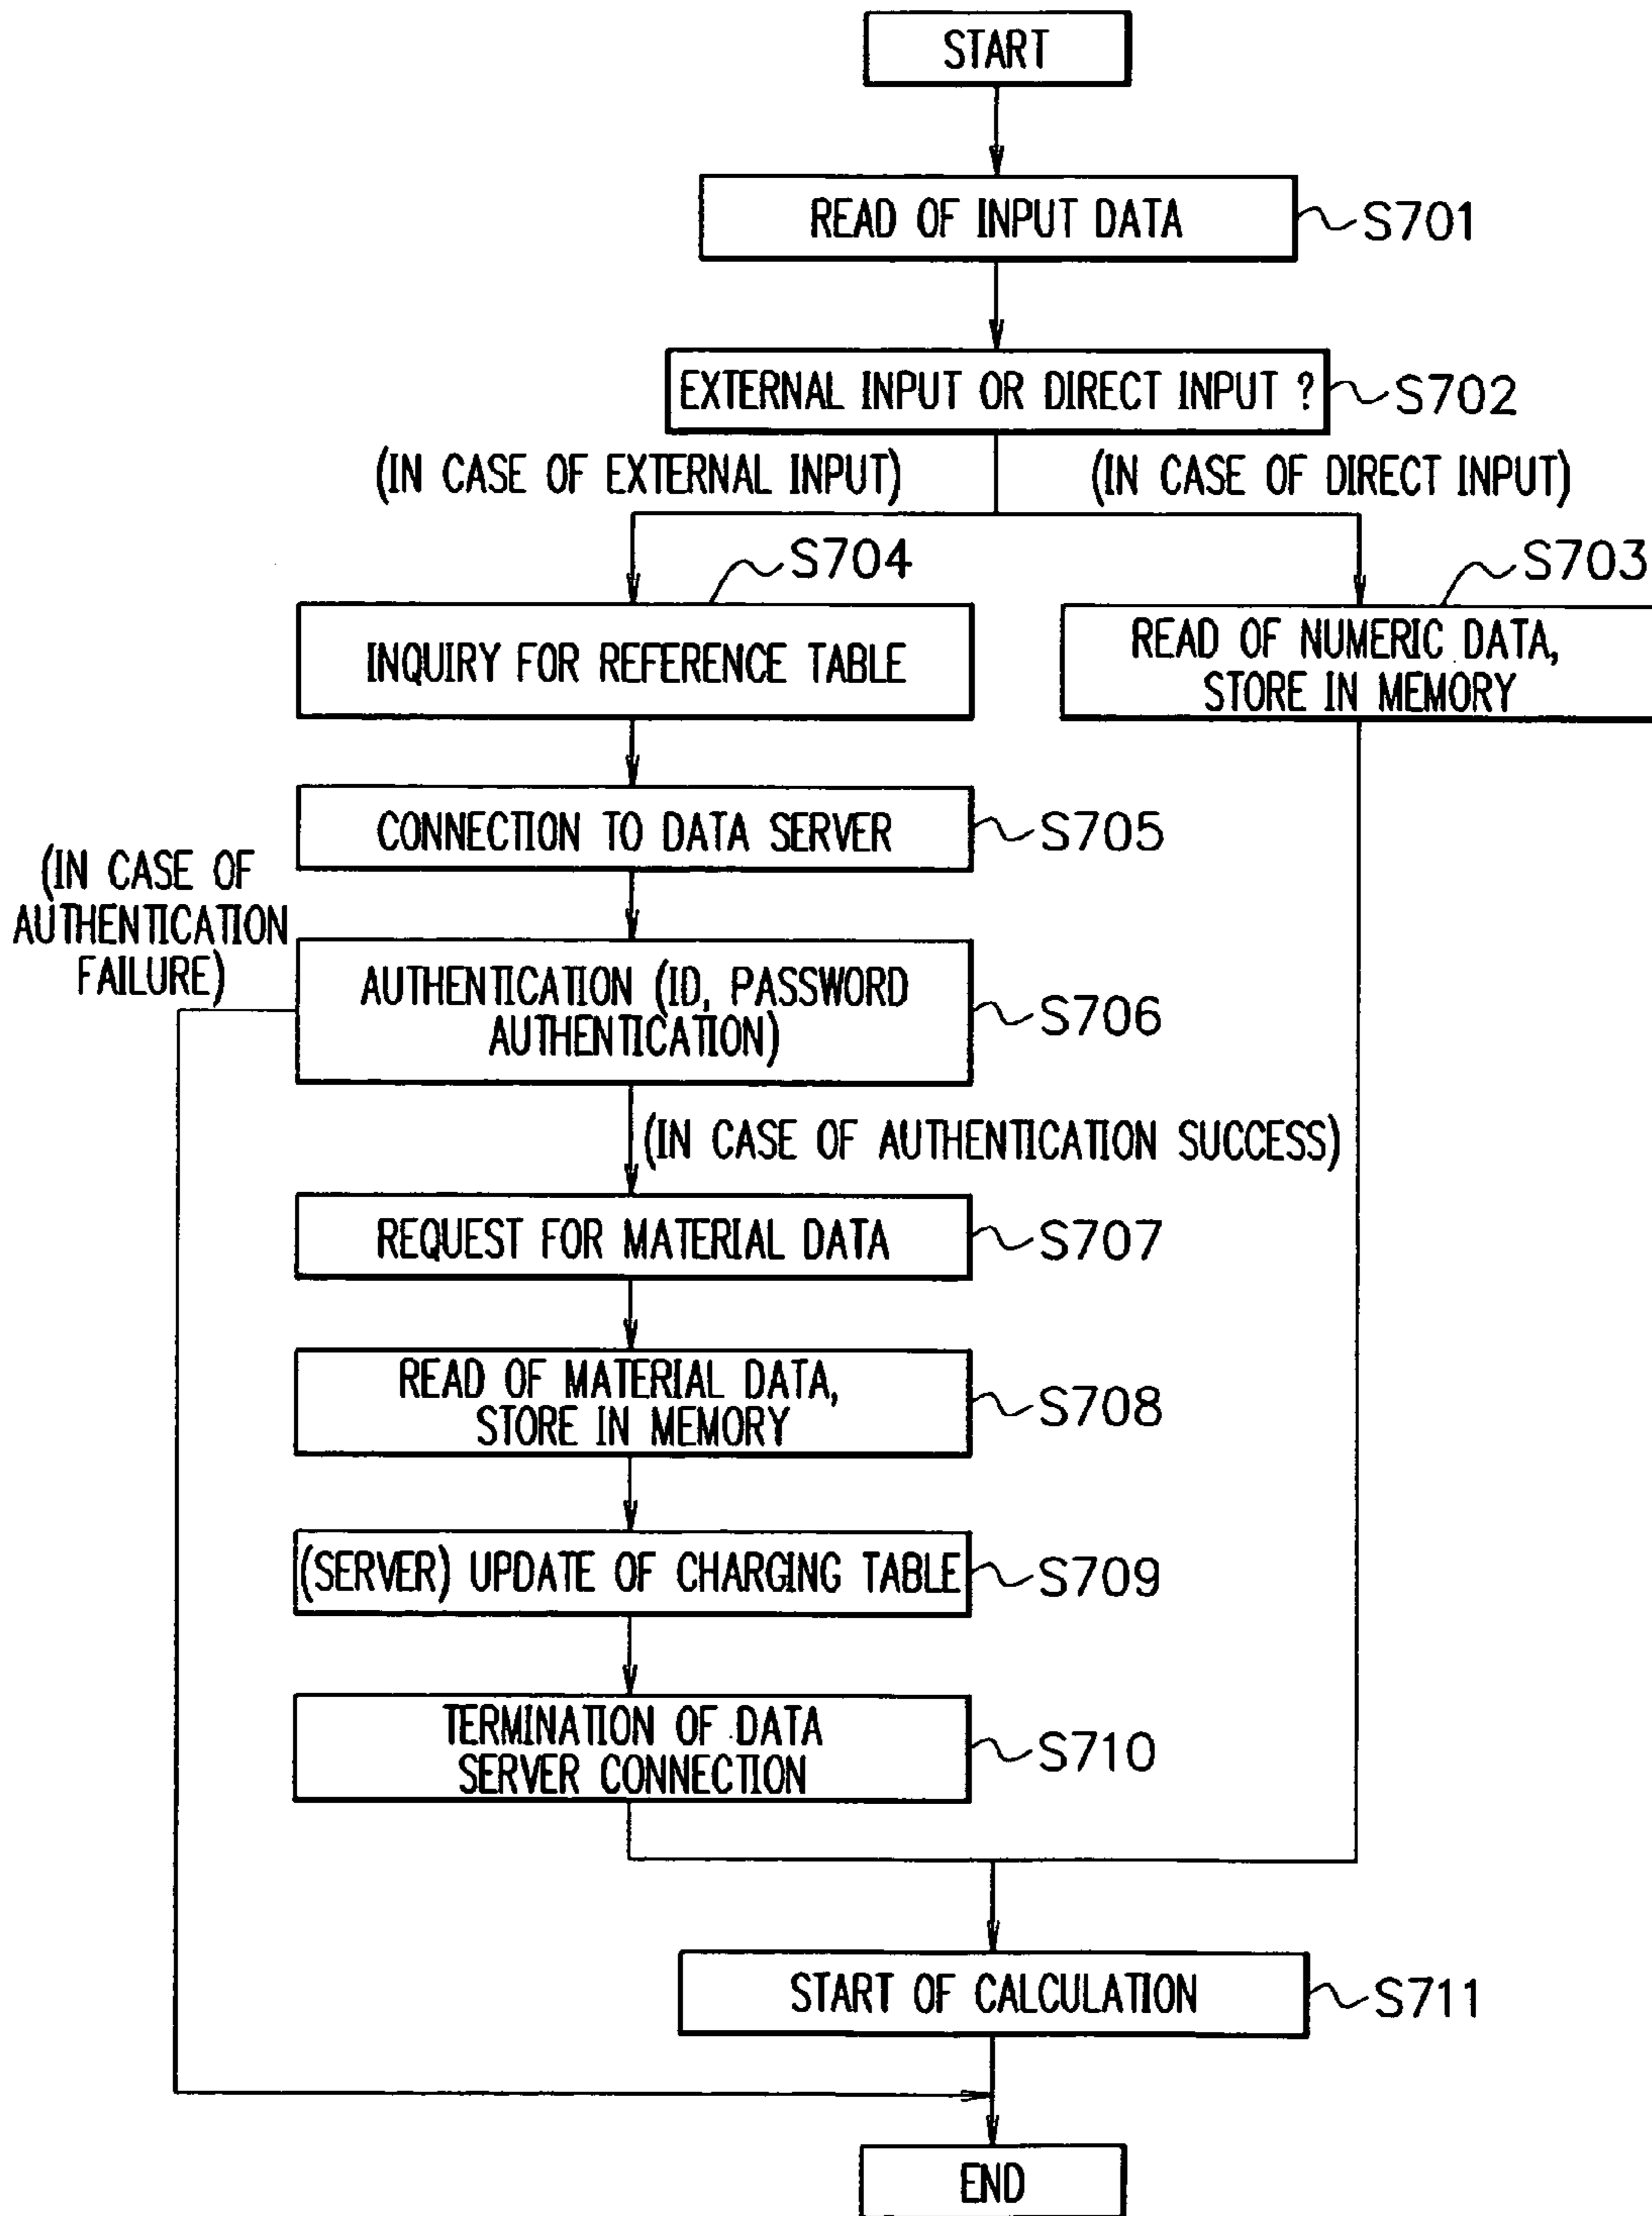 START
READ OF INPUT DATA
S701
EXTERNAL INPUT OR DIRECT INPUT ?
S702
(IN CASE OF EXTERNAL INPUT)
(IN CASE OF DIRECT INPUT)
S704
S703
INQUIRY FOR REFERENCE TABLE
READ OF NUMERIC DATA,
STORE IN MEMORY
CONNECTION TO DATA SERVER
S705
(IN CASE OF
AUTHENTICATION
FAILURE)
AUTHENTICATION (ID, PASSWORD
AUTHENTICATION)
S706
(IN CASE OF AUTHENTICATION SUCCESS)
REQUEST FOR MATERIAL DATA
S707
READ OF MATERIAL DATA,
STORE IN MEMORY
S708
(SERVER) UPDATE OF CHARGING TABLE
S709
TERMINATION OF DATA
SERVER CONNECTION
S710
START OF CALCULATION
S711
END